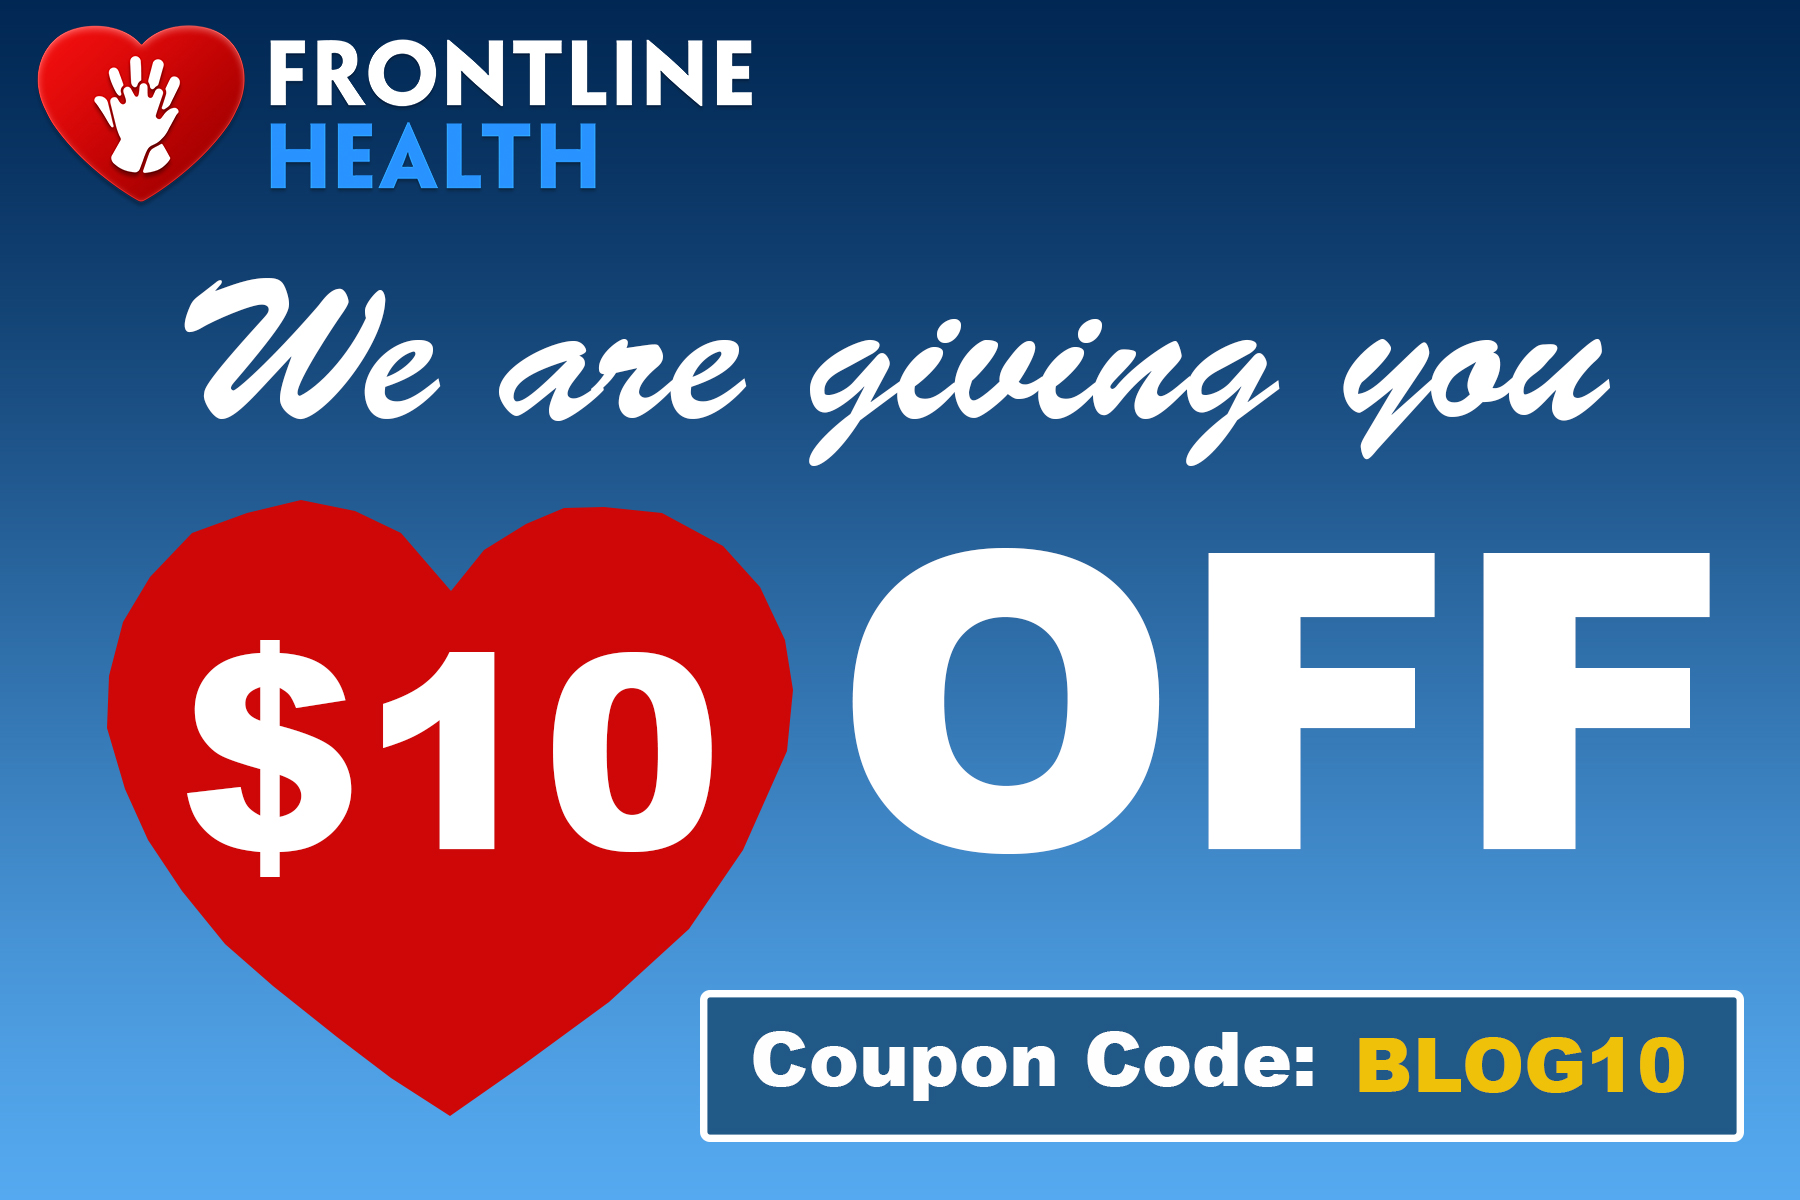 FRONTLINE
HEALTH
We are giving you
$10 OFF
Coupon Code: BLOG10